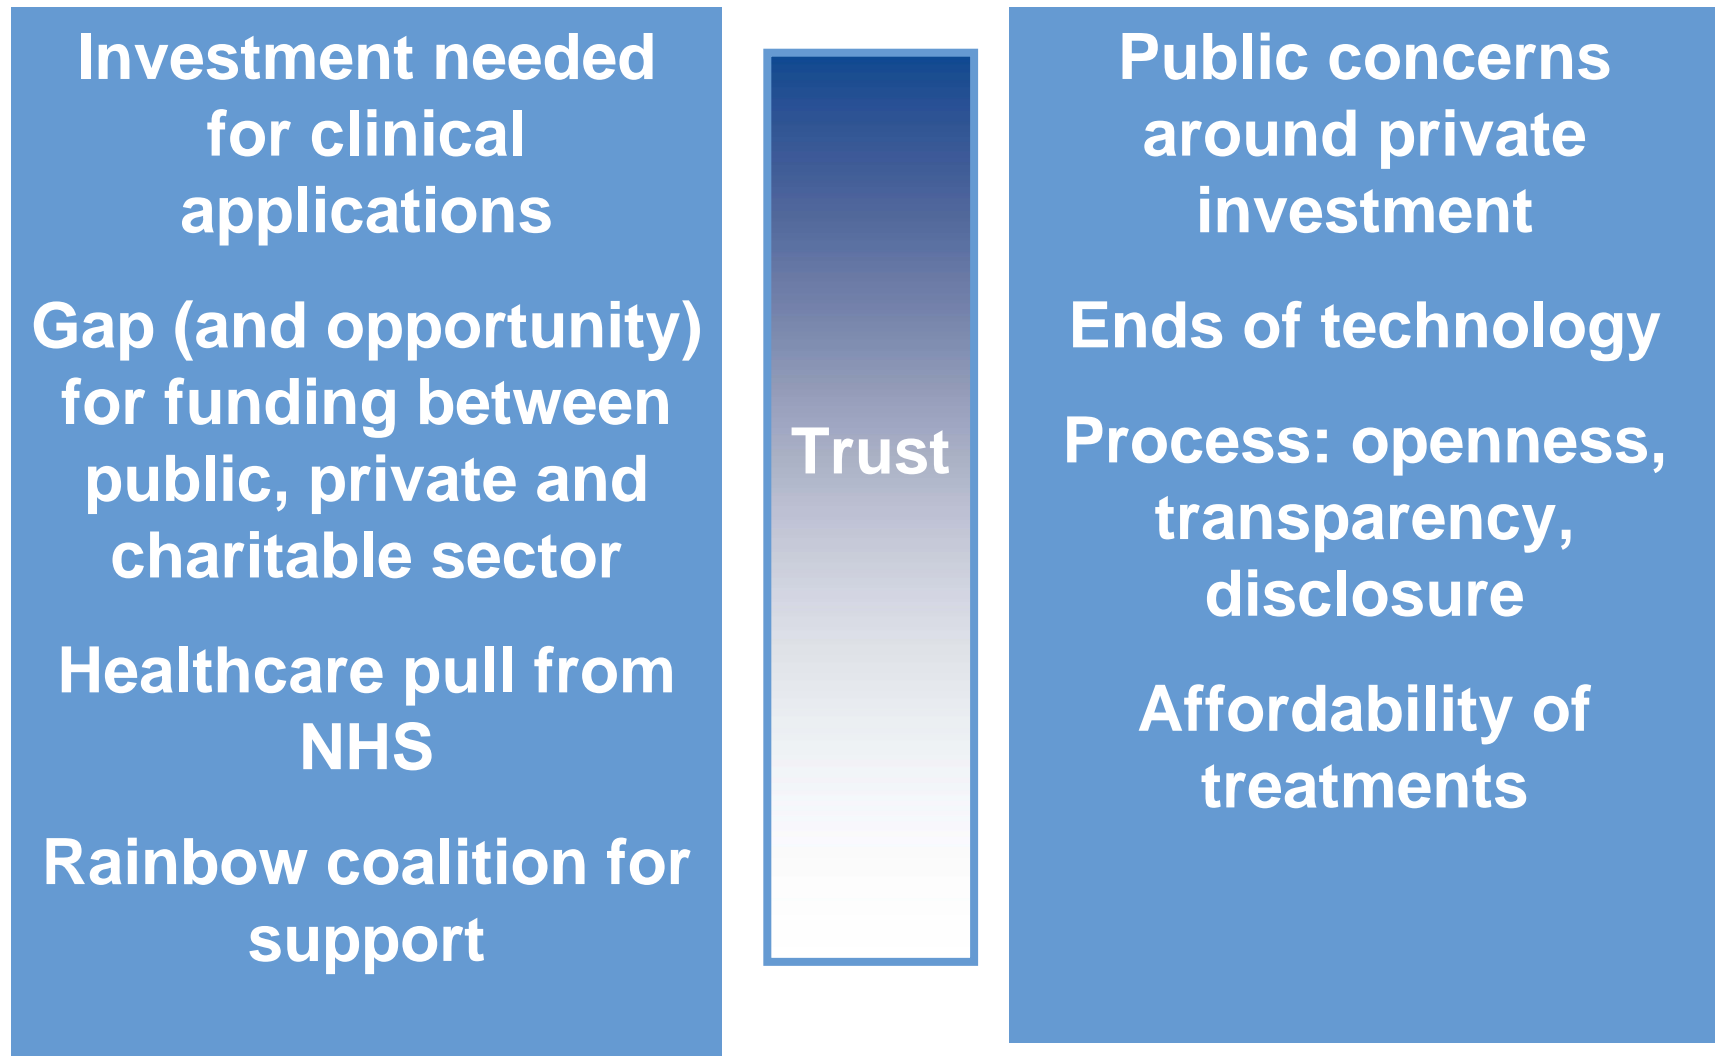 Investment needed
for clinical
applications
Gap (and opportunity)
for funding between
public, private and
charitable sector
Healthcare pull from
NHS
Rainbow coalition for
support
Trust
Public concerns
around private
investment
Ends of technology
Process: openness,
transparency,
disclosure
Affordability of
treatments